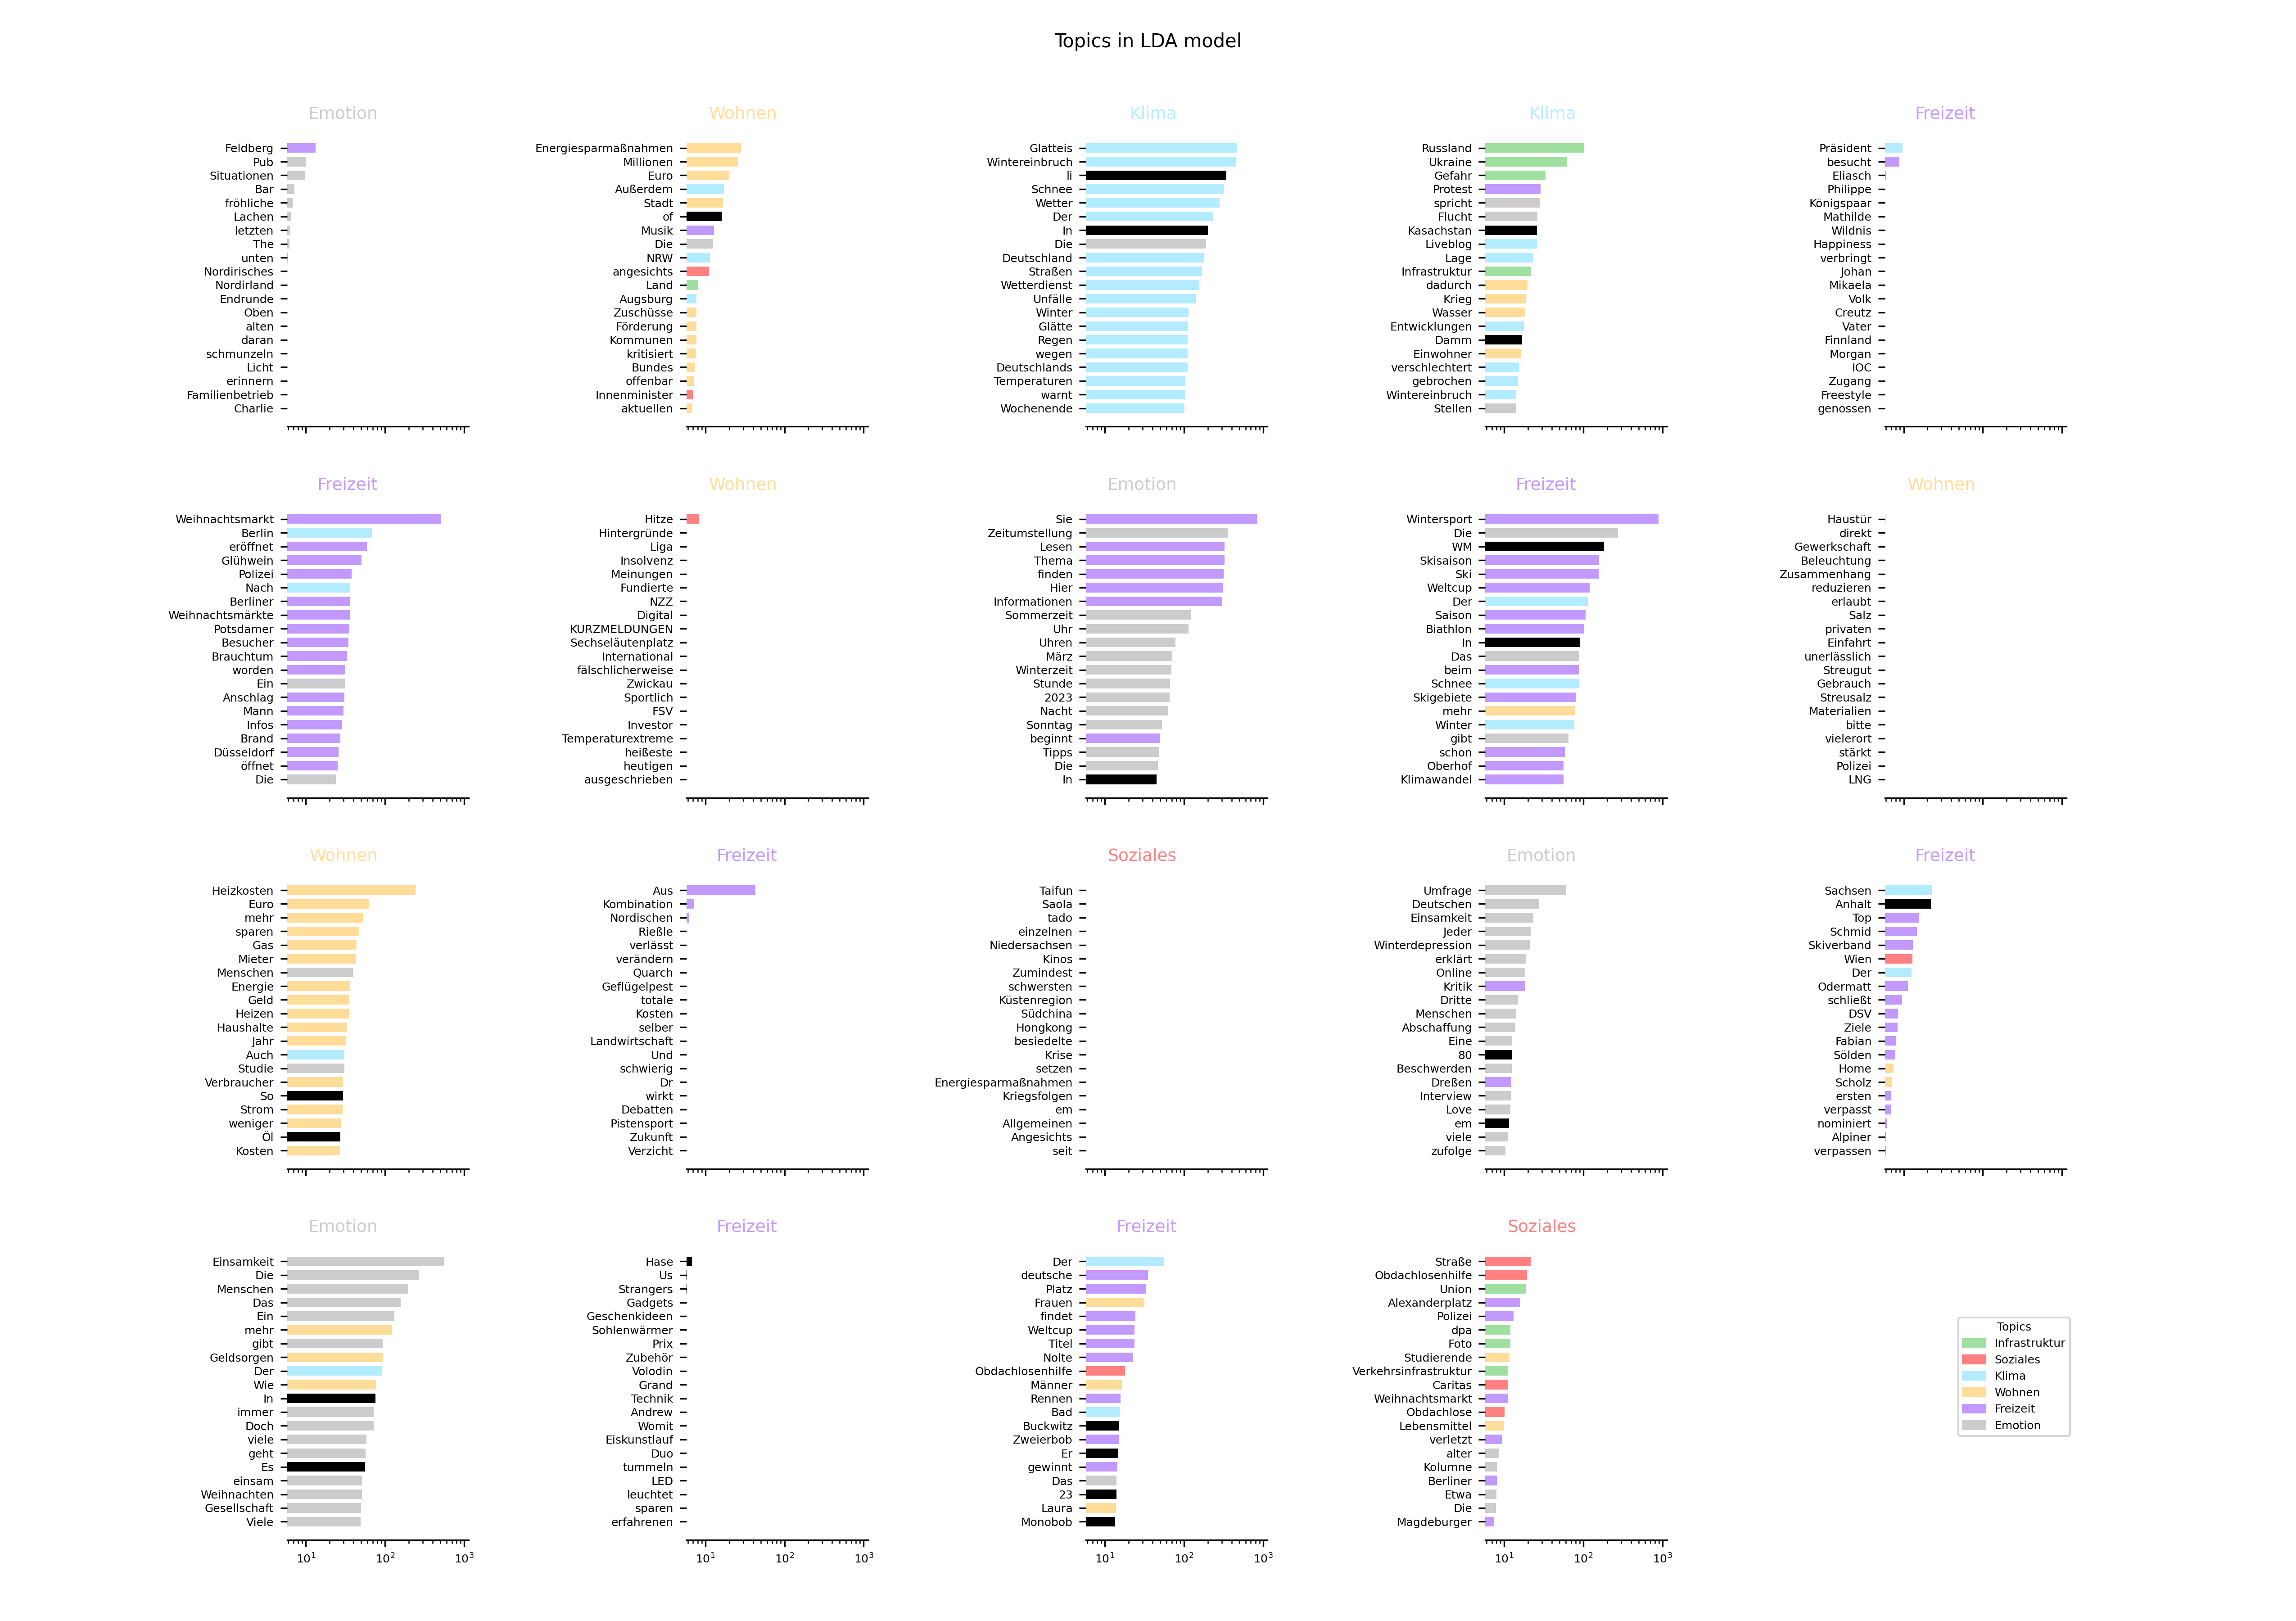 Topics in LDA model
Emotion
Feldberg
Pub
Situationen
Bar
fröhliche
Lachen
letzten
The
unten
Nordirisches
Nordirland
Endrunde
Oben
alten
daran
schmunzeln
Licht
erinnern
Familienbetrieb
Charlie
Wohnen
Energiesparmaßnahmen
Millionen
Euro
Außerdem
Stadt
of
Musik
Die
NRW
angesichts
Land
Augsburg
Zuschüsse
Förderung
Kommunen
kritisiert
Bundes
offenbar
Innenminister
aktuellen
Klima
Glatteis
Wintereinbruch
li
Schnee
Wetter
Der
In
Die
Deutschland
Straßen
Wetterdienst
Unfälle
Winter
Glätte
Regen
wegen
Deutschlands
Temperaturen
warnt
Wochenende
Klima
Russland
Ukraine
Gefahr
Protest
spricht
Flucht
Kasachstan
Liveblog
Lage
Infrastruktur
dadurch
Krieg
Wasser
Entwicklungen
Damm
Einwohner
verschlechtert
gebrochen
Wintereinbruch
Stellen
Freizeit
Präsident
besucht
Eliasch
Philippe
Königspaar
Mathilde
Wildnis
Happiness
verbringt
Johan
Mikaela
Volk
Creutz
Vater
Finnland
Morgan
IOC
Zugang
Freestyle
genossen
Freizeit
Weihnachtsmarkt
Berlin
eröffnet
Glühwein
Polizei
Nach
Berliner
Weihnachtsmärkte
Potsdamer
Besucher
Brauchtum
worden
Ein
Anschlag
Mann
Infos
Brand
Düsseldorf
öffnet
Die
Wohnen
Hitze
Hintergründe
Liga
Insolvenz
Meinungen
Fundierte
NZZ
Digital
KURZMELDUNGEN
Sechseläutenplatz
International
fälschlicherweise
Zwickau
Sportlich
FSV
Investor
Temperaturextreme
heißeste
heutigen
ausgeschrieben
Emotion
Sie
Zeitumstellung
Lesen
Thema
finden
Hier
Informationen
Sommerzeit
Uhr
Uhren
März
Winterzeit
Stunde
2023
Nacht
Sonntag
beginnt
Tipps
Die
In
Freizeit
Wintersport
Die
WM
Skisaison
Ski
Weltcup
Der
Saison
Biathlon
In
Das
beim
Schnee
Skigebiete
mehr
Winter
gibt
schon
Oberhof
Klimawandel
Wohnen
Haustür
direkt
Gewerkschaft
Beleuchtung
Zusammenhang
reduzieren
erlaubt
Salz
privaten
Einfahrt
unerlässlich
Streugut
Gebrauch
Streusalz
Materialien
bitte
vielerort
stärkt
Polizei
LNG
Wohnen
Heizkosten
Euro
mehr
sparen
Gas
Mieter
Menschen
Energie
Geld
Heizen
Haushalte
Jahr
Auch
Studie
Verbraucher
So
Strom
weniger
Öl
Kosten
Freizeit
Aus
Kombination
Nordischen
Rießle
verlässt
verändern
Quarch
Geflügelpest
totale
Kosten
selber
Landwirtschaft
Und
schwierig
Dr
wirkt
Debatten
Pistensport
Zukunft
Verzicht
Soziales
Taifun
Saola
tado
einzelnen
Niedersachsen
Kinos
Zumindest
schwersten
Küstenregion
Südchina
Hongkong
besiedelte
Krise
setzen
Energiesparmaßnahmen
Kriegsfolgen
em
Allgemeinen
Angesichts
seit
Emotion
Umfrage
Deutschen
Einsamkeit
Jeder
Winterdepression
erklärt
Online
Kritik
Dritte
Menschen
Abschaffung
Eine
80
Beschwerden
Dreßen
Interview
Love
em
viele
zufolge
Freizeit
Sachsen
Anhalt
Top
Schmid
Skiverband
Wien
Der
Odermatt
schließt
DSV
Ziele
Fabian
Sölden
Home
Scholz
ersten
verpasst
nominiert
Alpiner
verpassen
Emotion
Einsamkeit
Die
Menschen
Das
Ein
mehr
gibt
Geldsorgen
Der
Wie
In
immer
Doch
viele
geht
Es
einsam
Weihnachten
Gesellschaft
Viele
10¹ 10² 10³
Freizeit
Hase
Us
Strangers
Gadgets
Geschenkideen
Sohlenwärmer
Prix
Zubehör
Volodin
Grand
Technik
Andrew
Womit
Eiskunstlauf
Duo
tummeln
LED
leuchtet
sparen
erfahrenen
10¹ 10² 10³
Freizeit
Der
deutsche
Platz
Frauen
findet
Weltcup
Titel
Nolte
Obdachlosenhilfe
Männer
Rennen
Bad
Buckwitz
Zweierbob
Er
gewinnt
Das
23
Laura
Monobob
10¹ 10² 10³
Soziales
Straße
Obdachlosenhilfe
Union
Alexanderplatz
Polizei
dpa
Foto
Studierende
Verkehrsinfrastruktur
Caritas
Weihnachtsmarkt
Obdachlose
Lebensmittel
verletzt
alter
Kolumne
Berliner
Etwa
Die
Magdeburger
10¹ 10² 10³
Topics
Infrastruktur
Soziales
Klima
Wohnen
Freizeit
Emotion